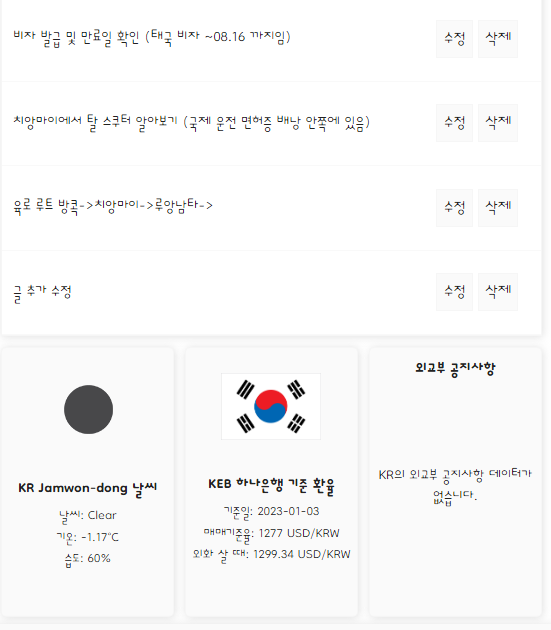 비자 발급 및 만료일 확인 (태국 비자 ~08.16 까지임)
수정 삭제
치앙마이에서 탈 스쿠터 알아보기 (국제 운전 면허증 배낭 안쪽에 있음)
수정 삭제
육로 루트 방콕->치앙마이->루앙남타->
수정 삭제
글 추가 수정
수정 삭제
KR Jamwon-dong 날씨
날씨: Clear
기온: -1.17°C
습도: 60%
KEB 하나은행 기준 환율
기준일: 2023-01-03
매매기준율: 1277 USD/KRW
외화 살 때: 1299.34 USD/KRW
외교부 공지사항
KR의 외교부 공지사항 데이터가
없습니다.